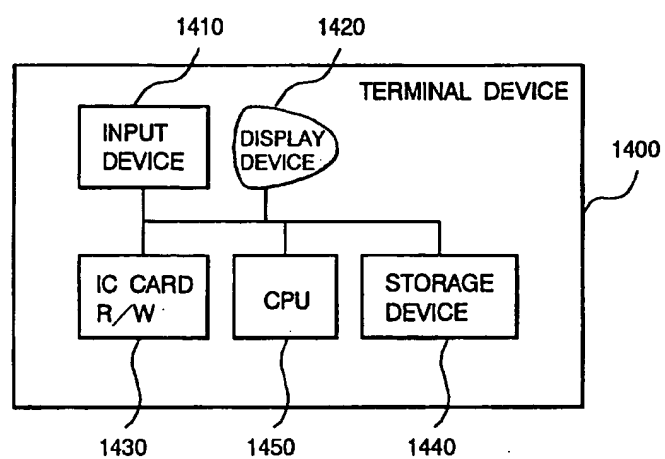 1410
1420
TERMINAL DEVICE
INPUT
DEVICE
DISPLAY
DEVICE
1400
IC CARD
R/W
CPU
STORAGE
DEVICE
1430
1450
1440